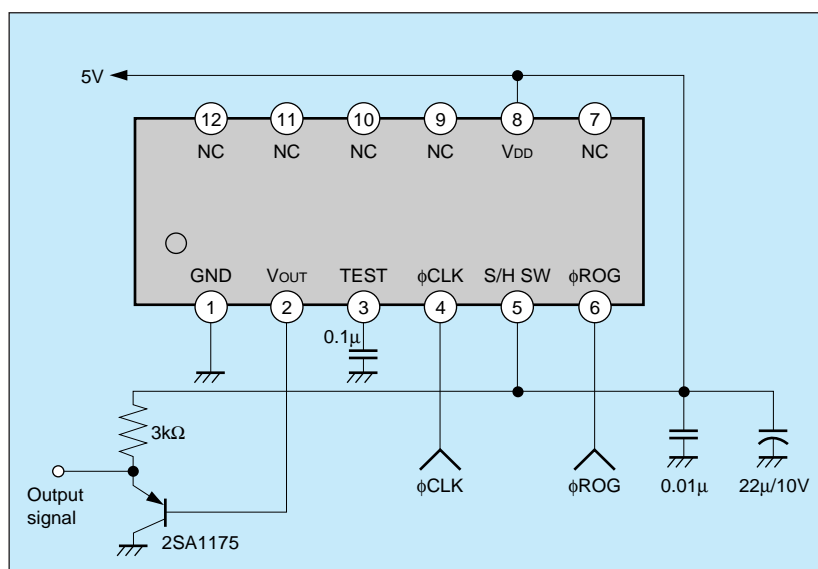 5V
12 11 10 9 8 7
NC NC NC NC VDD NC
GND VOUT TEST ϕCLK S/H SW ϕROG
1 2 3 4 5 6
0.1μ
3kΩ
Output
signal
2SA1175
ϕCLK ϕROG 0.01μ 22μ/10V